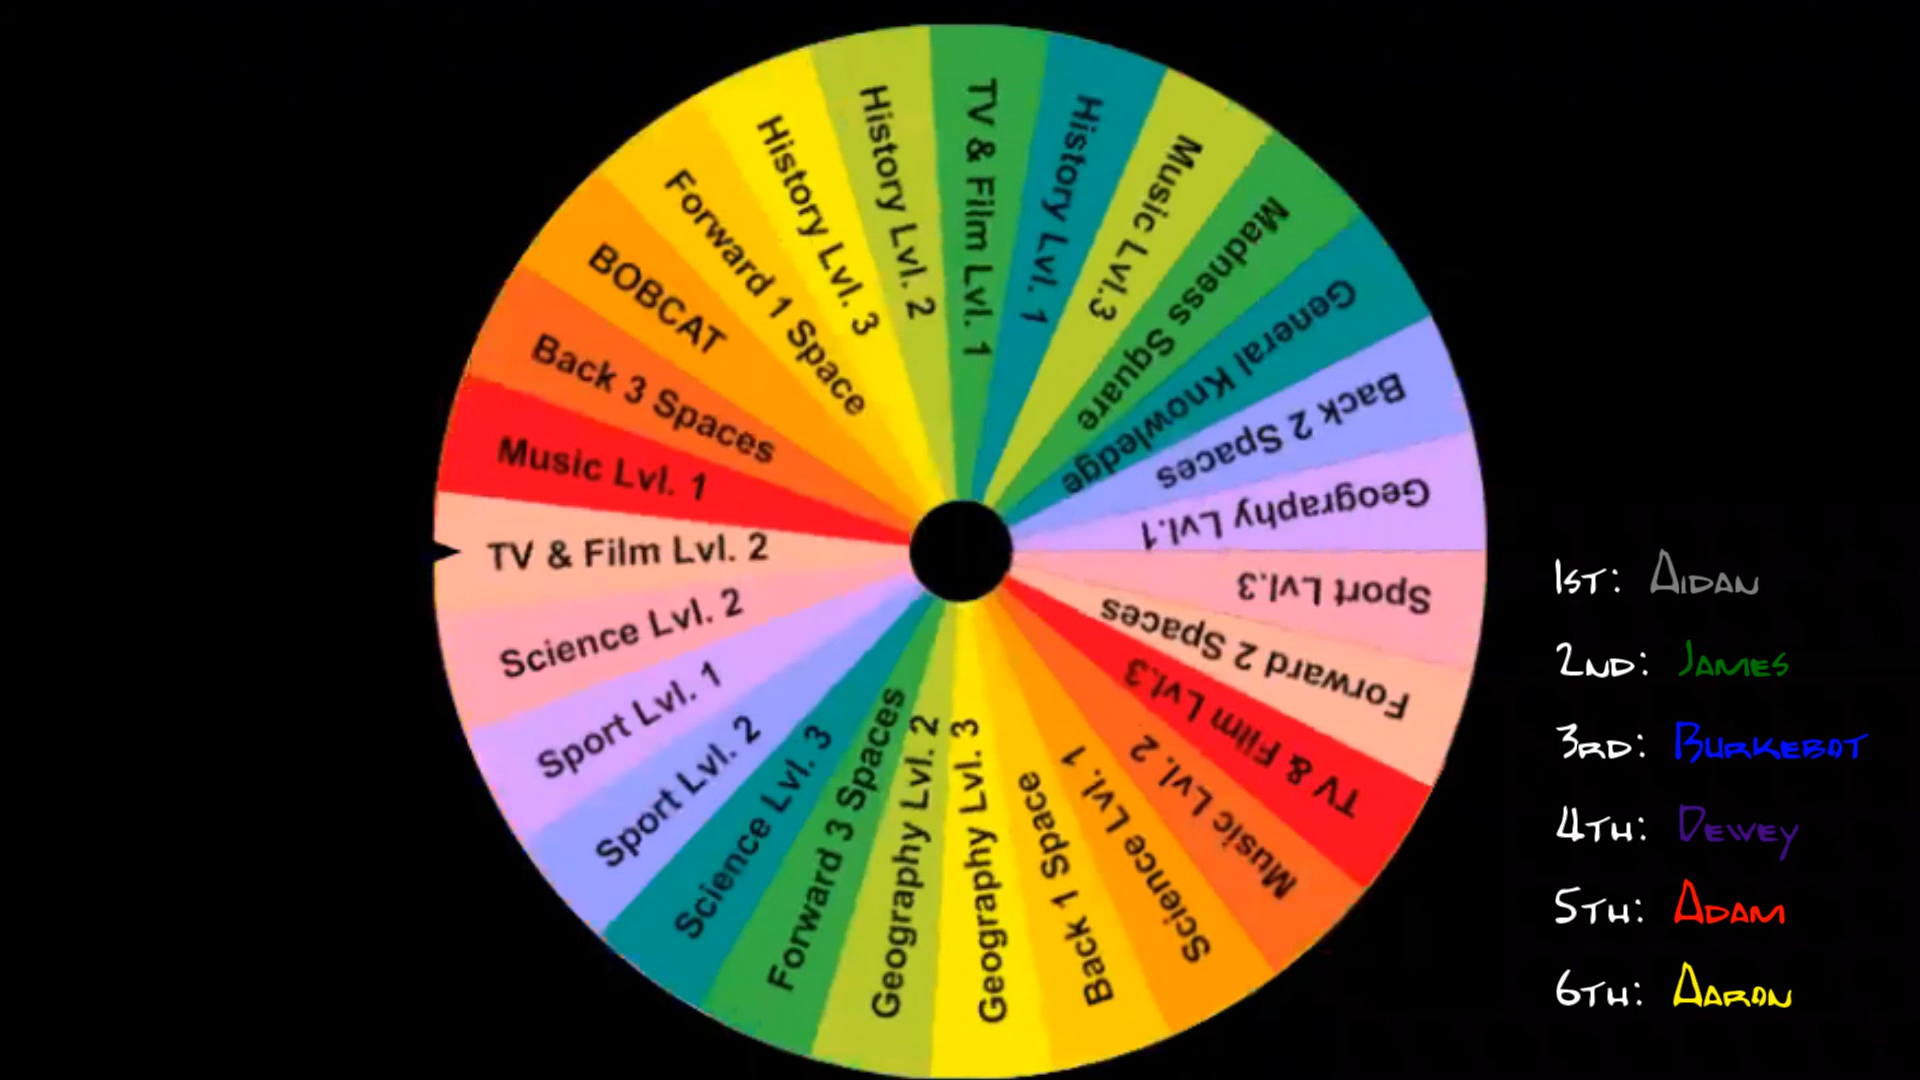 TV & Film Lvl. 1
History Lvl. 1
Music Lvl.3
Madness Square
General Knowledge
Back 2 Spaces
Geography Lvl.1
Sport Lvl.3
Forward 2 Spaces
TV & Film Lvl.3
Music Lvl. 2
Science Lvl. 1
Back 1 Space
Geography Lvl. 3
Geography Lvl. 2
Forward 3 Spaces
Science Lvl. 3
Sport Lvl. 2
Sport Lvl. 1
Science Lvl. 2
TV & Film Lvl. 2
Music Lvl. 1
Back 3 Spaces
BOBCAT
Forward 1 Space
History Lvl. 3
History Lvl. 2
1st: Aidan
2nd: James
3rd: Burkebot
4th: Dewey
5th: Adam
6th: Aaron